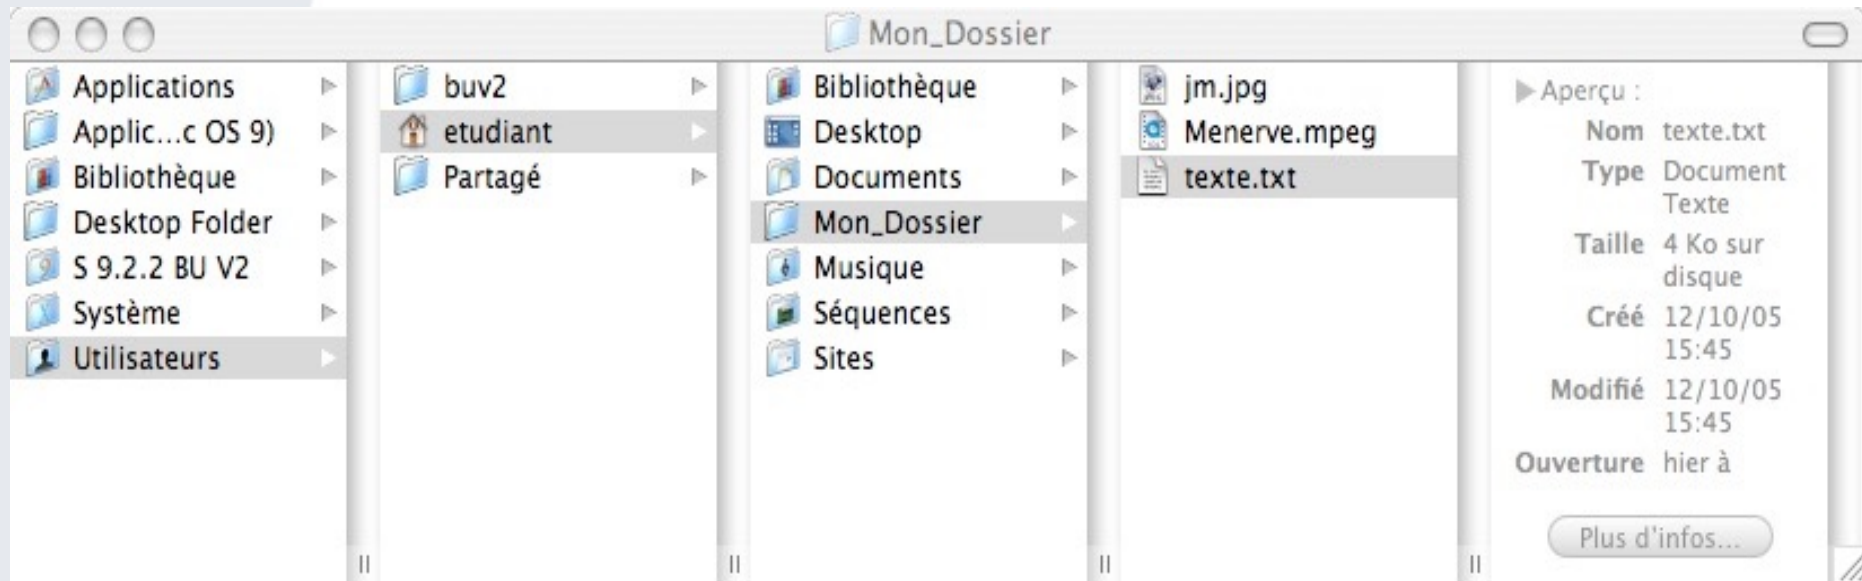 Mon_Dossier
Applications
Applic...c OS 9)
Bibliothèque
Desktop Folder
S 9.2.2 BU V2
Système
Utilisateurs
buv2
etudiant
Partagé
Bibliothèque
Desktop
Documents
Mon_Dossier
Musique
Séquences
Sites
jm.jpg
Menerve.mpeg
texte.txt
Aperçu :
Nom texte.txt
Type Document
Texte
Taille 4 Ko sur
disque
Créé 12/10/05
15:45
Modifié 12/10/05
15:45
Ouverture hier à
Plus d'infos...